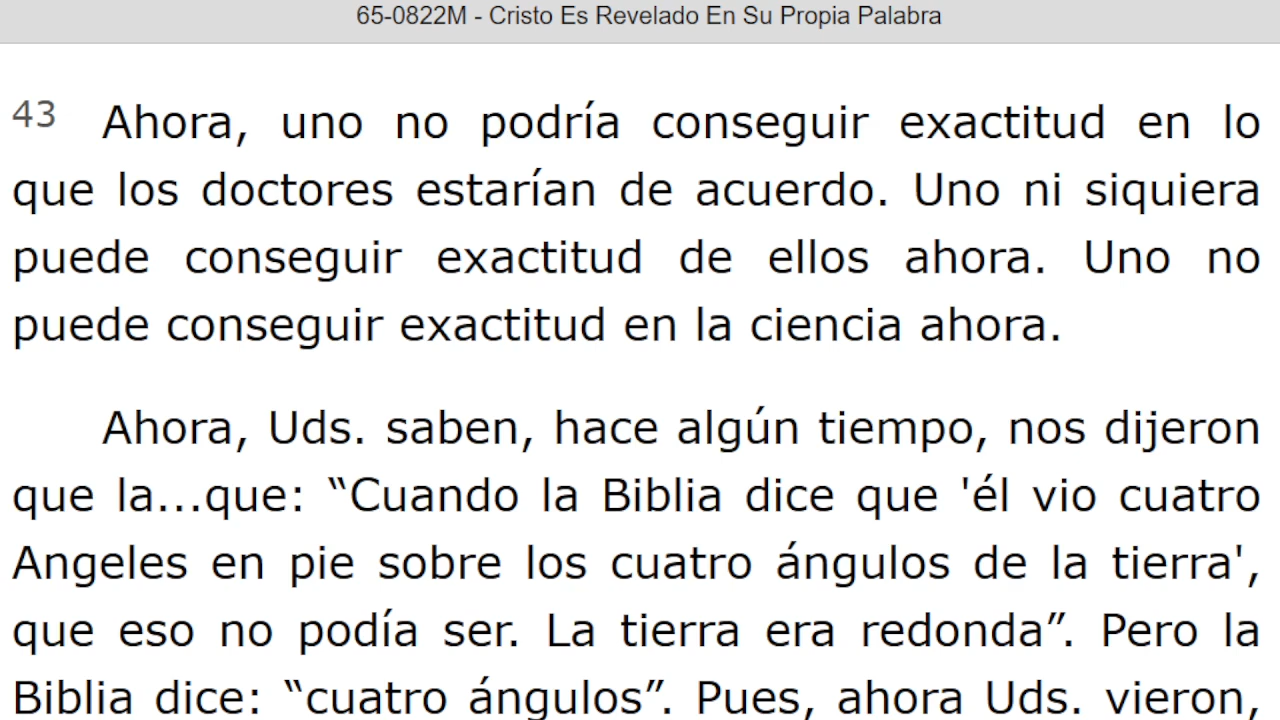 65-0822M - Cristo Es Revelado En Su Propia Palabra
43 Ahora, uno no podría conseguir exactitud en lo
que los doctores estarían de acuerdo. Uno ni siquiera
puede conseguir exactitud de ellos ahora. Uno no
puede conseguir exactitud en la ciencia ahora.
Ahora, Uds. saben, hace algún tiempo, nos dijeron
que la...que: “Cuando la Biblia dice que 'él vio cuatro
Angeles en pie sobre los cuatro ángulos de la tierra',
que eso no podía ser. La tierra era redonda”. Pero la
Biblia dice: “cuatro ángulos”. Pues, ahora Uds. vieron,